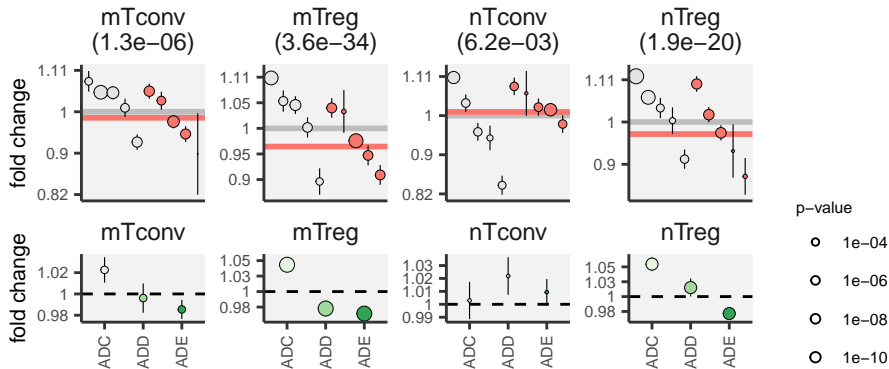 mTconv
(1.3e−06)
mTreg
(3.6e−34)
nTconv
(6.2e−03)
nTreg
(1.9e−20)
fold change
1.11
1
0.9
0.82
1.11
1.05
1
0.95
0.9
1.11
1
0.9
0.82
1.11
1
0.9
mTconv
mTreg
nTconv
nTreg
fold change
1.02
1
0.98
1.05
1.03
1
0.98
1.03
1.01
1
0.99
1.05
1.03
1
0.98
ADC
ADD
ADE
ADC
ADD
ADE
ADC
ADD
ADE
ADC
ADD
ADE
p−value
1e−04
1e−06
1e−08
1e−10